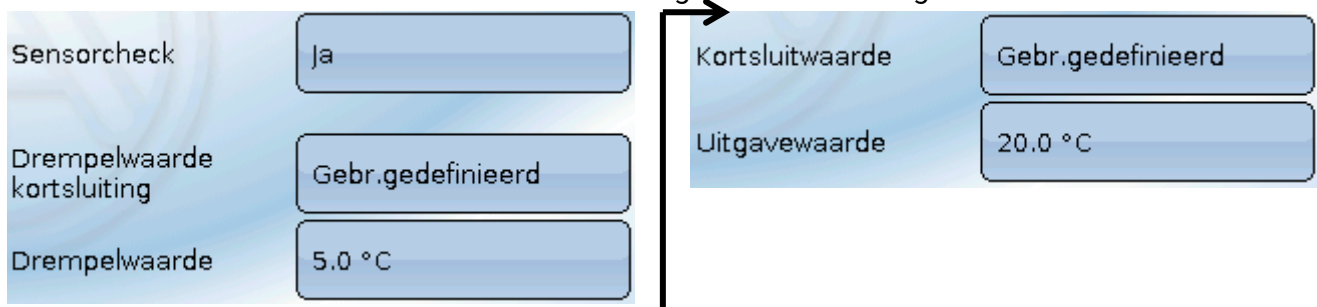 Sensorcheck
Ja
Drempelwaarde
kortsluiting
Gebr.gedefinieerd
Drempelwaarde
5.0 °C
Kortsluitwaarde
Gebr.gedefinieerd
Uitgavewaarde
20.0 °C